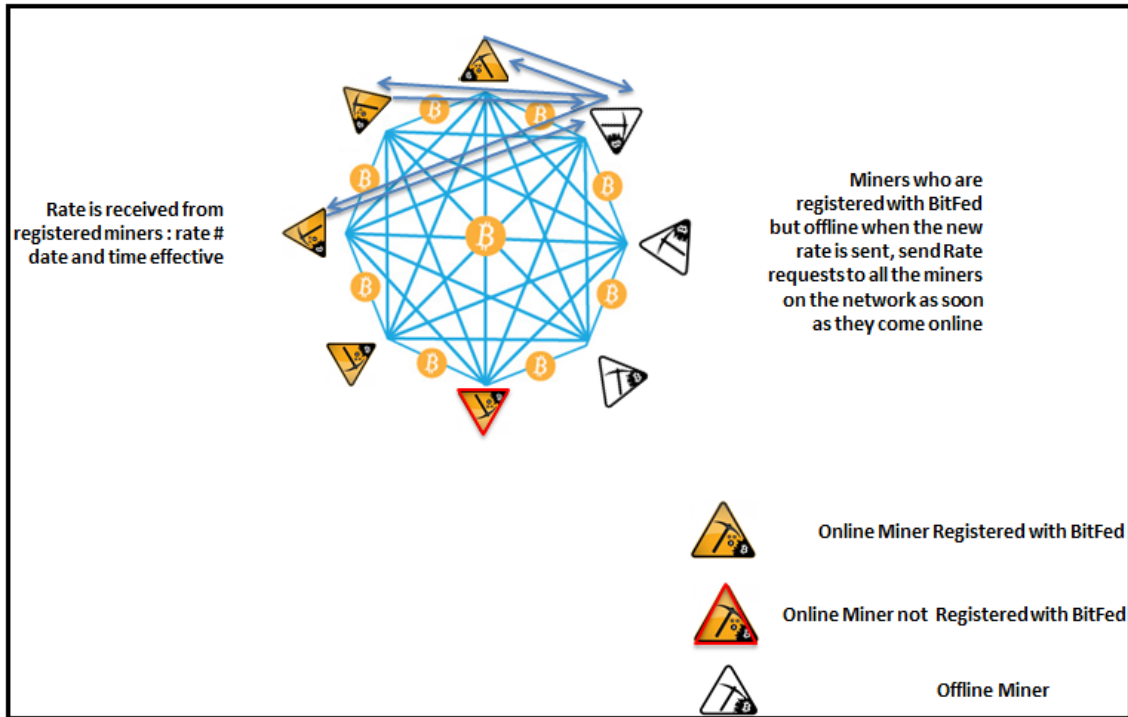 Rate is received from
registered miners : rate #
date and time effective
Miners who are
registered with BitFed
but offline when the new
rate is sent, send Rate
requests to all the miners
on the network as soon
as they come online
Online Miner Registered with BitFed
Online Miner not Registered with BitFed
Offline Miner